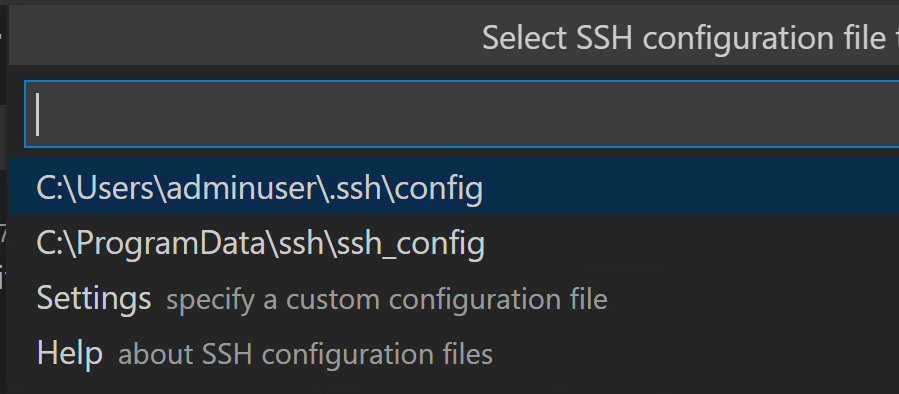 Select SSH configuration file
C:\Users\adminuser\.ssh\config
C:\ProgramData\ssh\ssh_config
Settings specify a custom configuration file
Help about SSH configuration files